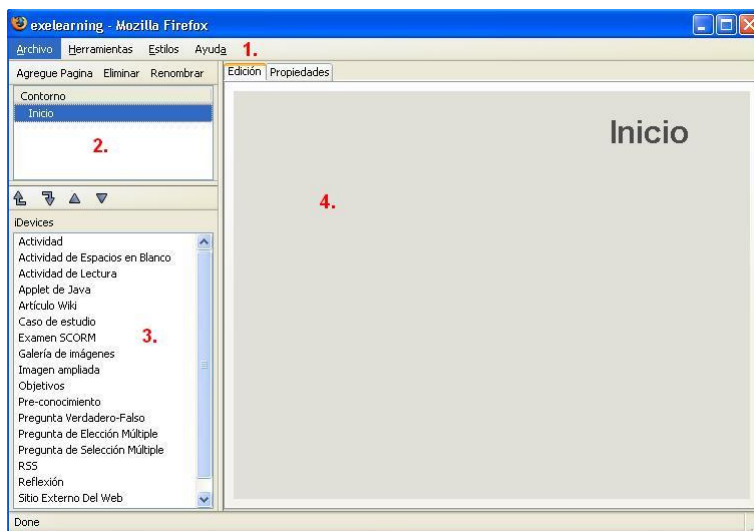 exelearning - Mozilla Firefox
Archivo Herramientas Estilos Ayuda 1.
Agregue Pagina Eliminar Renombrar
Contorno
Inicio
2.
iDevices
Actividad
Actividad de Espacios en Blanco
Actividad de Lectura
Applet de Java
Artículo Wiki
Caso de estudio
Examen SCORM
3.
Galería de imágenes
Imagen ampliada
Objetivos
Pre-conocimiento
Pregunta Verdadero-Falso
Pregunta de Elección Múltiple
Pregunta de Selección Múltiple
RSS
Reflexión
Sitio Externo Del Web
Edición Propiedades
Inicio
4.
Done